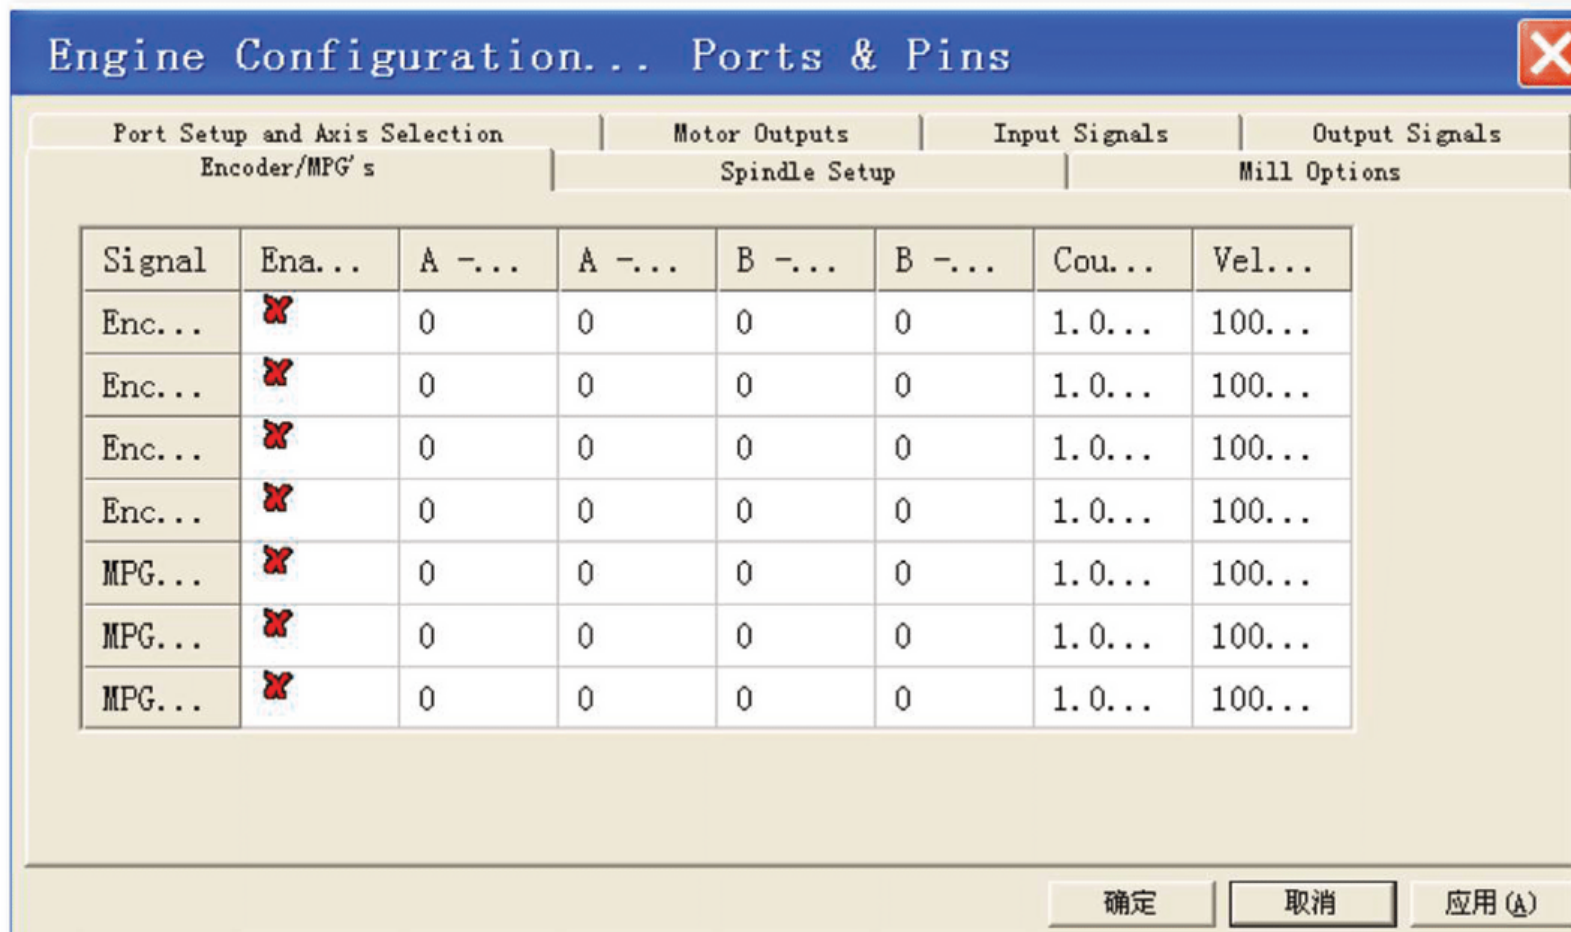 Engine Configuration... Ports & Pins
Port Setup and Axis Selection Motor Outputs Input Signals Output Signals
Encoder/MPG's Spindle Setup Mill Options
Signal Ena... A -... A -... B -... B -... Cou... Vel...
Enc... 0 0 0 0 1.0... 100...
Enc... 0 0 0 0 1.0... 100...
Enc... 0 0 0 0 1.0... 100...
Enc... 0 0 0 0 1.0... 100...
MPG... 0 0 0 0 1.0... 100...
MPG... 0 0 0 0 1.0... 100...
MPG... 0 0 0 0 1.0... 100...
确定 取消 应用(A)